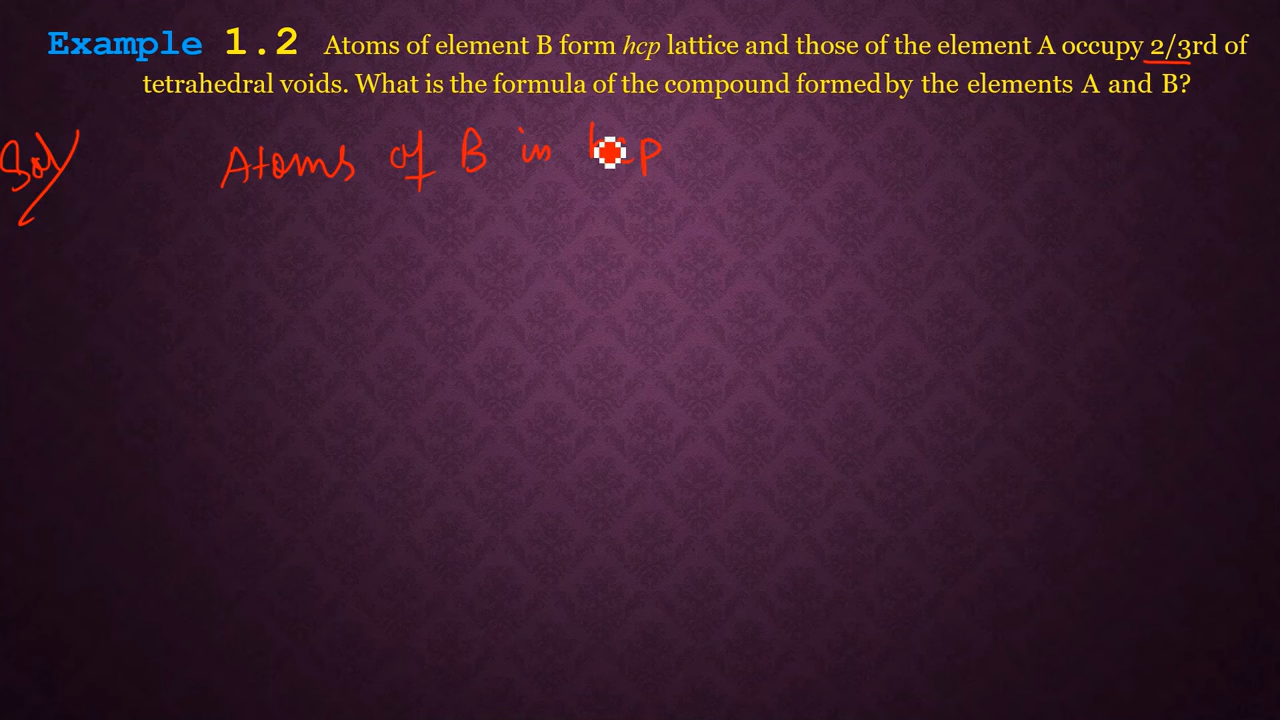 Example 1.2 Atoms of element B form hcp lattice and those of the element A occupy 2/3rd of
tetrahedral voids. What is the formula of the compound formed by the elements A and B?
Sol
Atoms of B in hcp